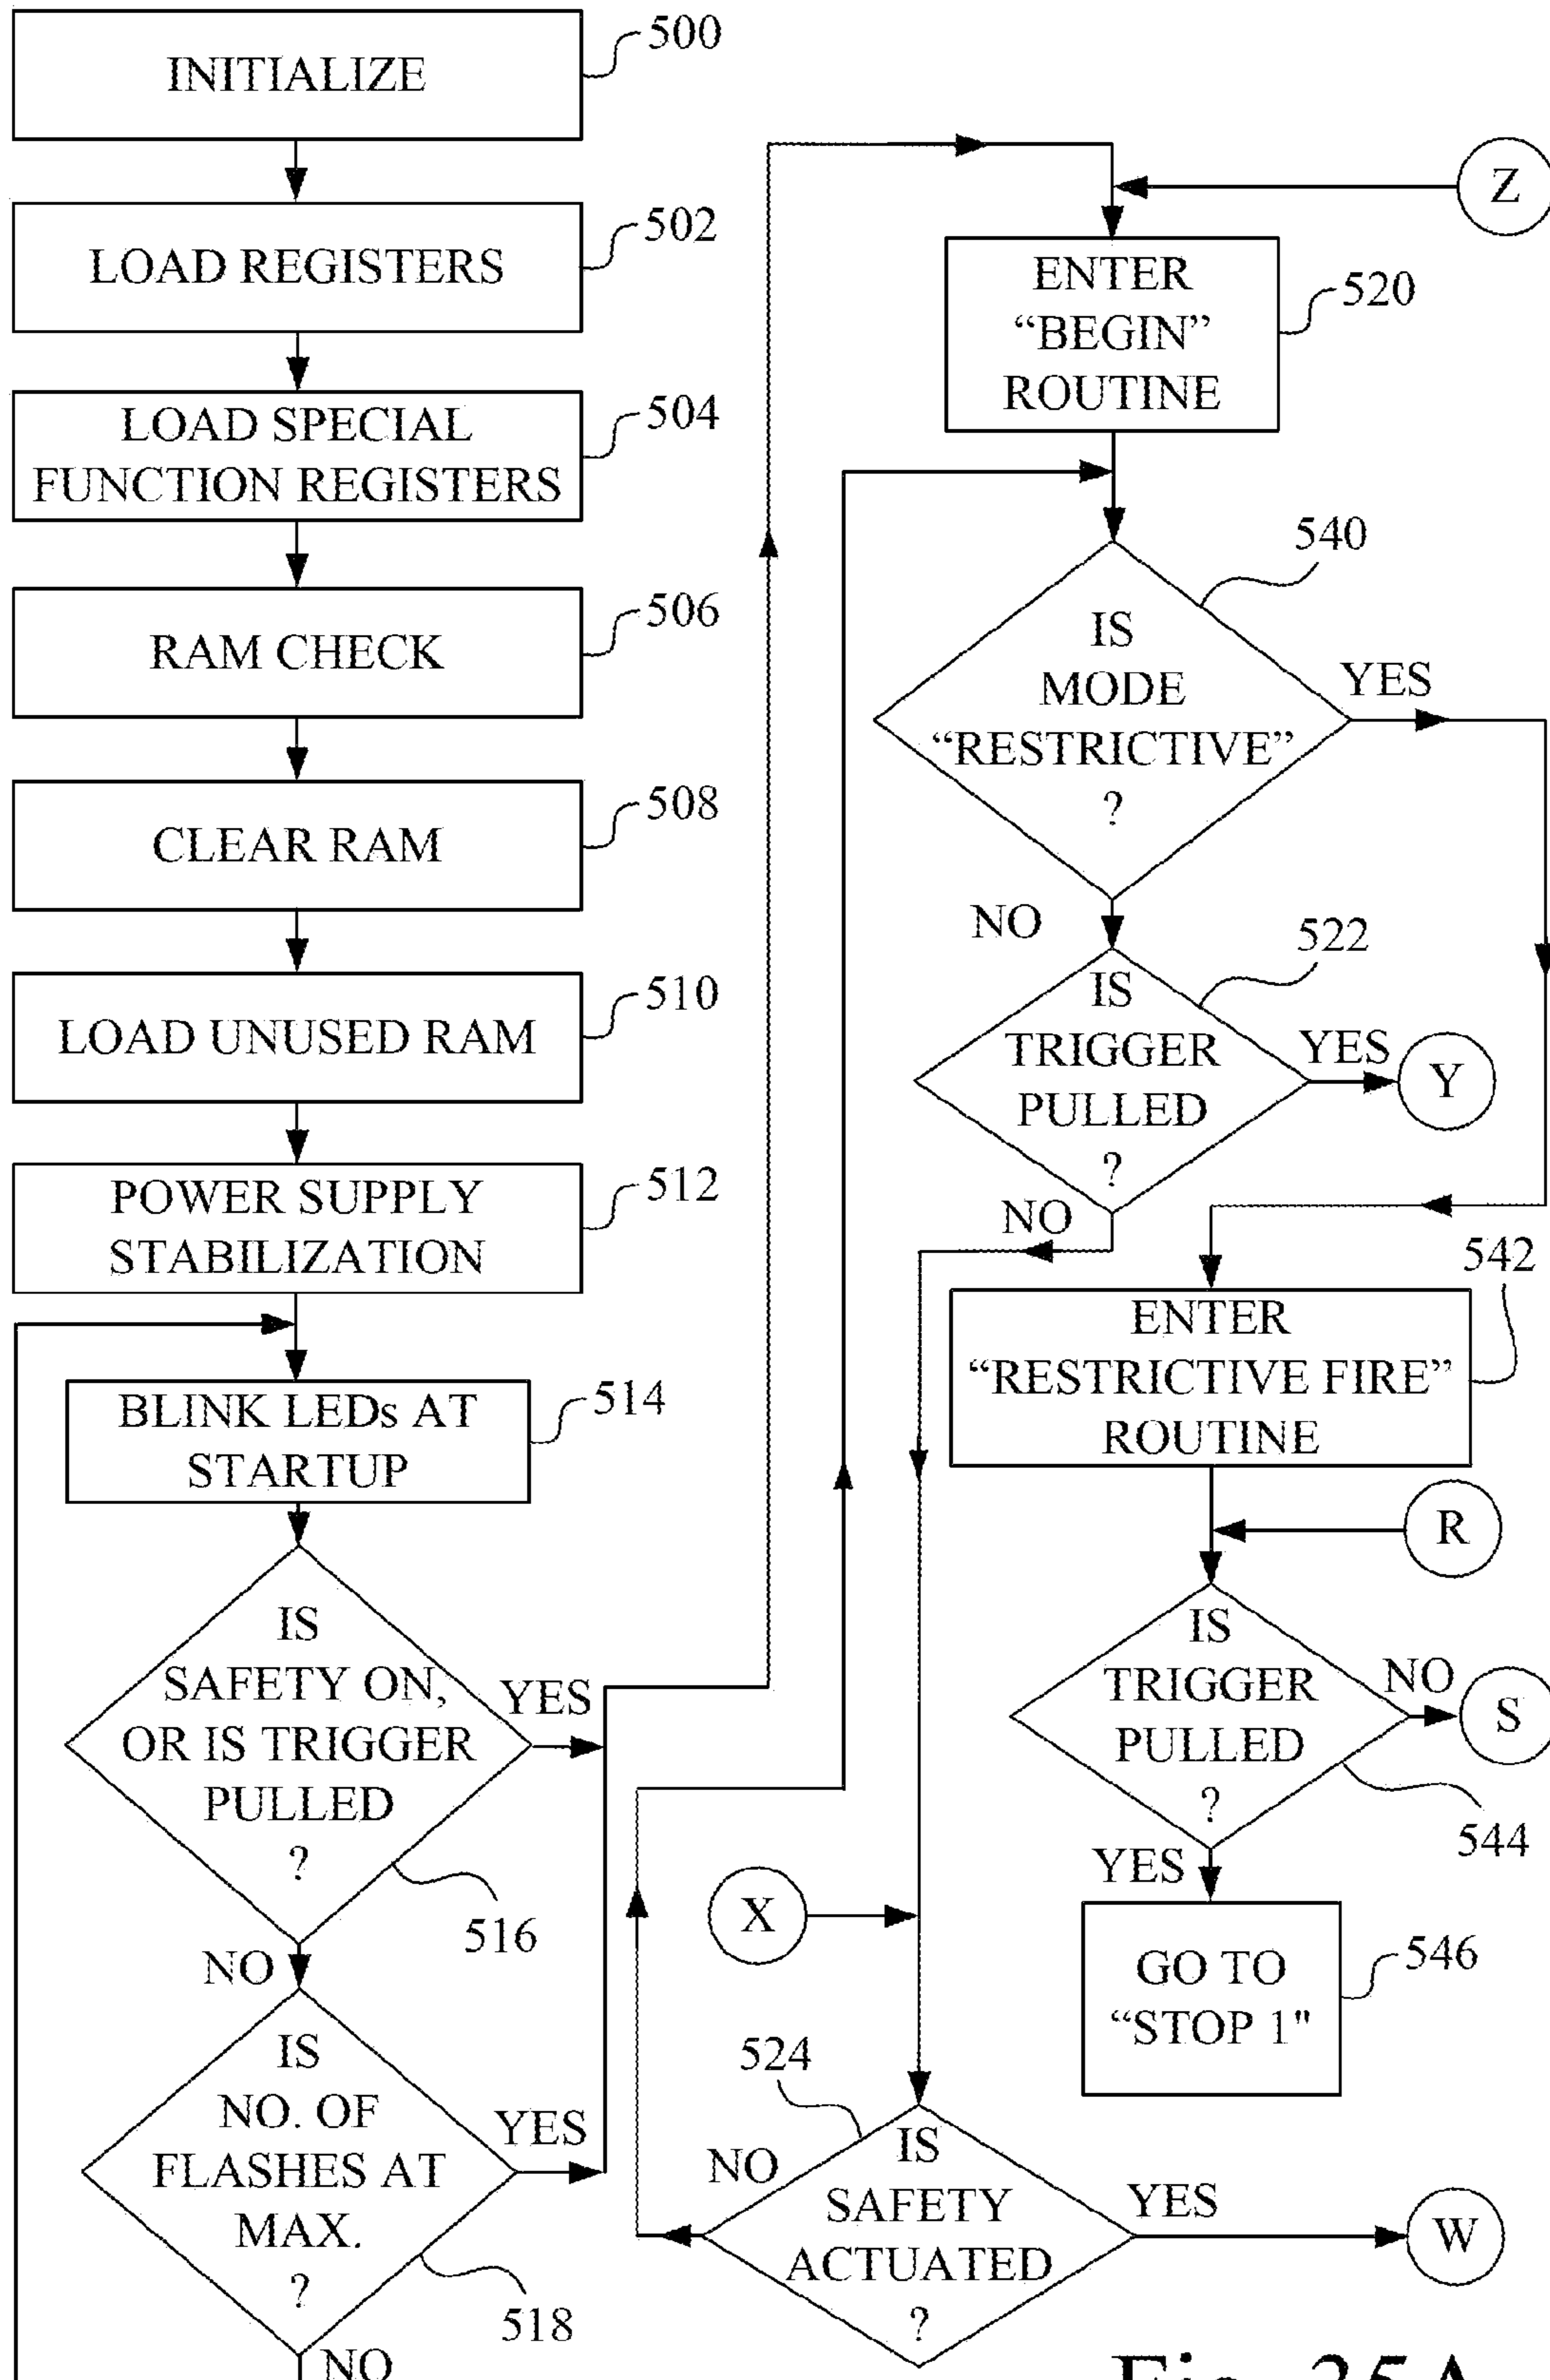 INITIALIZE
500
LOAD REGISTERS
502
LOAD SPECIAL
FUNCTION REGISTERS
504
RAM CHECK
506
CLEAR RAM
508
LOAD UNUSED RAM
510
POWER SUPPLY
STABILIZATION
512
BLINK LEDs AT
STARTUP
514
IS
SAFETY ON,
OR IS TRIGGER
PULLED
?
YES
516
NO
IS
NO. OF
FLASHES AT
MAX.
?
YES
518
NO
Z
ENTER
“BEGIN”
ROUTINE
520
540
IS
MODE
“RESTRICTIVE”
?
YES
NO
522
IS
TRIGGER
PULLED
?
YES
Y
NO
542
ENTER
“RESTRICTIVE FIRE”
ROUTINE
R
IS
TRIGGER
PULLED
?
NO
S
544
YES
X
GO TO
“STOP 1"
546
524
NO
IS
SAFETY
ACTUATED
?
YES
W
Fig. 35A